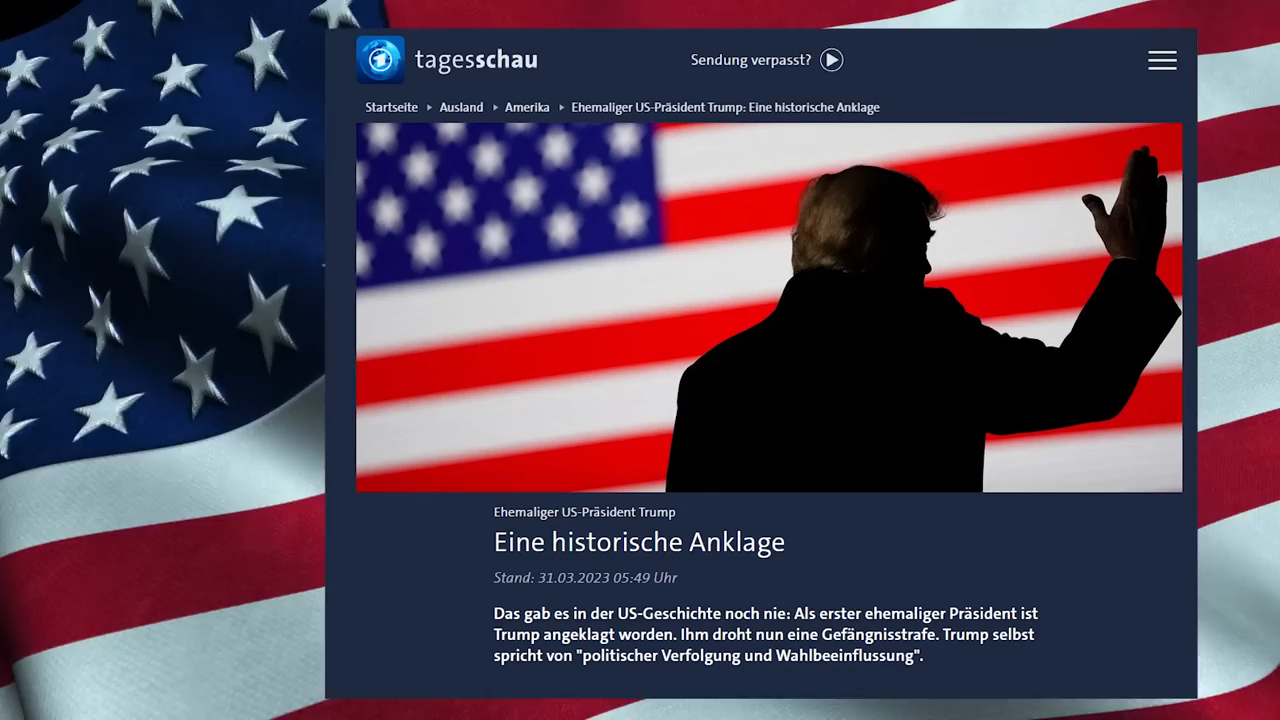 tagesschau
Sendung verpasst?
Startseite Ausland Amerika Ehemaliger US-Präsident Trump: Eine historische Anklage
Ehemaliger US-Präsident Trump
Eine historische Anklage
Stand: 31.03.2023 05:49 Uhr
Das gab es in der US-Geschichte noch nie: Als erster ehemaliger Präsident ist
Trump angeklagt worden. Ihm droht nun eine Gefängnisstrafe. Trump selbst
spricht von "politischer Verfolgung und Wahlbeeinflussung".